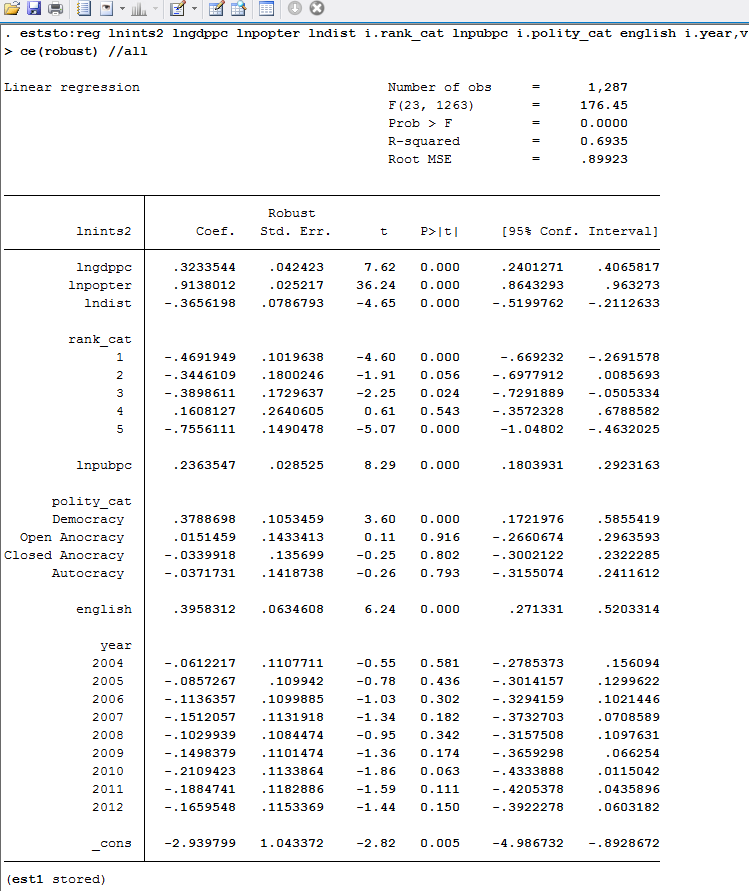 . eststo:reg lnints2 lngdppc lnpopter lndist i.rank_cat lnpubpc i.polity_cat english i.year,v
> ce(robust) //all
Linear regression Number of obs = 1,287
F(23, 1263) = 176.45
Prob > F = 0.0000
R-squared = 0.6935
Root MSE = .89923
Robust
lnints2 Coef. Std. Err. t P>|t| [95% Conf. Interval]
lngdppc .3233544 .042423 7.62 0.000 .2401271 .4065817
lnpopter .9138012 .025217 36.24 0.000 .8643293 .963273
lndist -.3656198 .0786793 -4.65 0.000 -.5199762 -.2112633
rank_cat
1 -.4691949 .1019638 -4.60 0.000 -.669232 -.2691578
2 -.3446109 .1800246 -1.91 0.056 -.6977912 .0085693
3 -.3898611 .1729637 -2.25 0.024 -.7291889 -.0505334
4 .1608127 .2640605 0.61 0.543 -.3572328 .6788582
5 -.7556111 .1490478 -5.07 0.000 -1.04802 -.4632025
lnpubpc .2363547 .028525 8.29 0.000 .1803931 .2923163
polity_cat
Democracy .3788698 .1053459 3.60 0.000 .1721976 .5855419
Open Anocracy .0151459 .1433413 0.11 0.916 -.2660674 .2963593
Closed Anocracy -.0339918 .135699 -0.25 0.802 -.3002122 .2322285
Autocracy -.0371731 .1418738 -0.26 0.793 -.3155074 .2411612
english .3958312 .0634608 6.24 0.000 .271331 .5203314
year
2004 -.0612217 .1107711 -0.55 0.581 -.2785373 .156094
2005 -.0857267 .109942 -0.78 0.436 -.3014157 .1299622
2006 -.1136357 .1099885 -1.03 0.302 -.3294159 .1021446
2007 -.1512057 .1131918 -1.34 0.182 -.3732703 .0708589
2008 -.1029939 .1084474 -0.95 0.342 -.3157508 .1097631
2009 -.1498379 .1101474 -1.36 0.174 -.3659298 .066254
2010 -.2109423 .1133864 -1.86 0.063 -.4333888 .0115042
2011 -.1884741 .1182886 -1.59 0.111 -.4205378 .0435896
2012 -.1659548 .1153369 -1.44 0.150 -.3922278 .0603182
_cons -2.939799 1.043372 -2.82 0.005 -4.986732 -.8928672
(est1 stored)